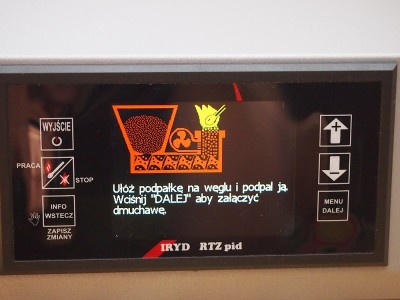 WYJŚCIE
PRACA
STOP
INFO
WSTECZ
ZAPISZ
ZMIANY
Ułóż podpałkę na węglu i podpal ją.
Wciśnij "DALEJ" aby załączyć
dmuchawę.
MENU
DALEJ
IRYD RTZ pid